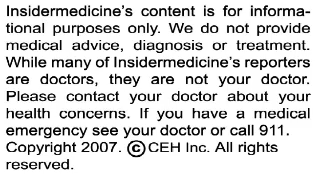 Insidermedicine's content is for informa-
tional purposes only. We do not provide
medical advice, diagnosis or treatment.
While many of Insidermedicine's reporters
are doctors, they are not your doctor.
Please contact your doctor about your
health concerns. If you have a medical
emergency see your doctor or call 911.
Copyright 2007. © CEH Inc. All rights
reserved.